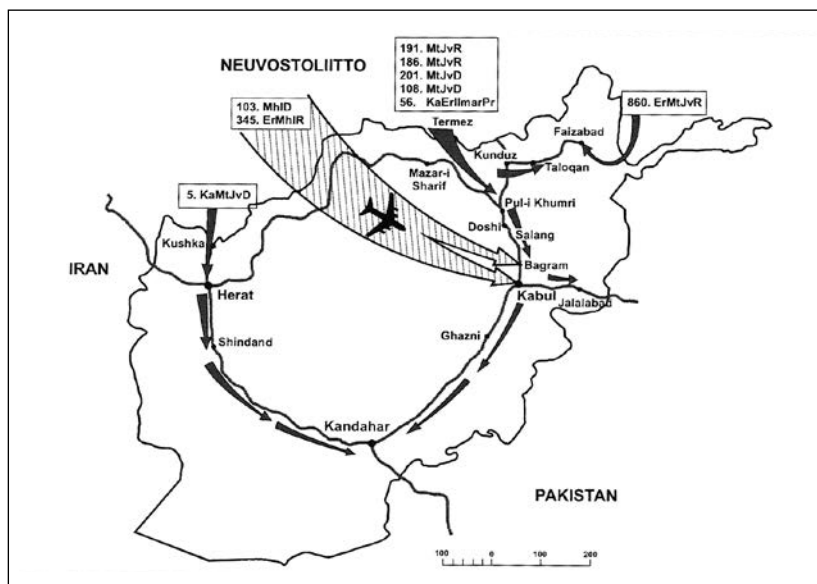 191. MtJvR
186. MtJvR
201. MtJvD
108. MtJvD
56. KaErIlmarPr
NEUVOSTOLIITTO
103. MhID
345. ErMhIR
860. ErMtJvR
Termez
Faizabad
Kunduz
Taloqan
Mazar-i
Sharif
5. KaMtJvD
Pul-i Khumri
Doshi
Salang
Kushka
IRAN
Bagram
Herat
Kabul
Jalalabad
Shindand
Ghazni
Kandahar
PAKISTAN
100 0 100 200